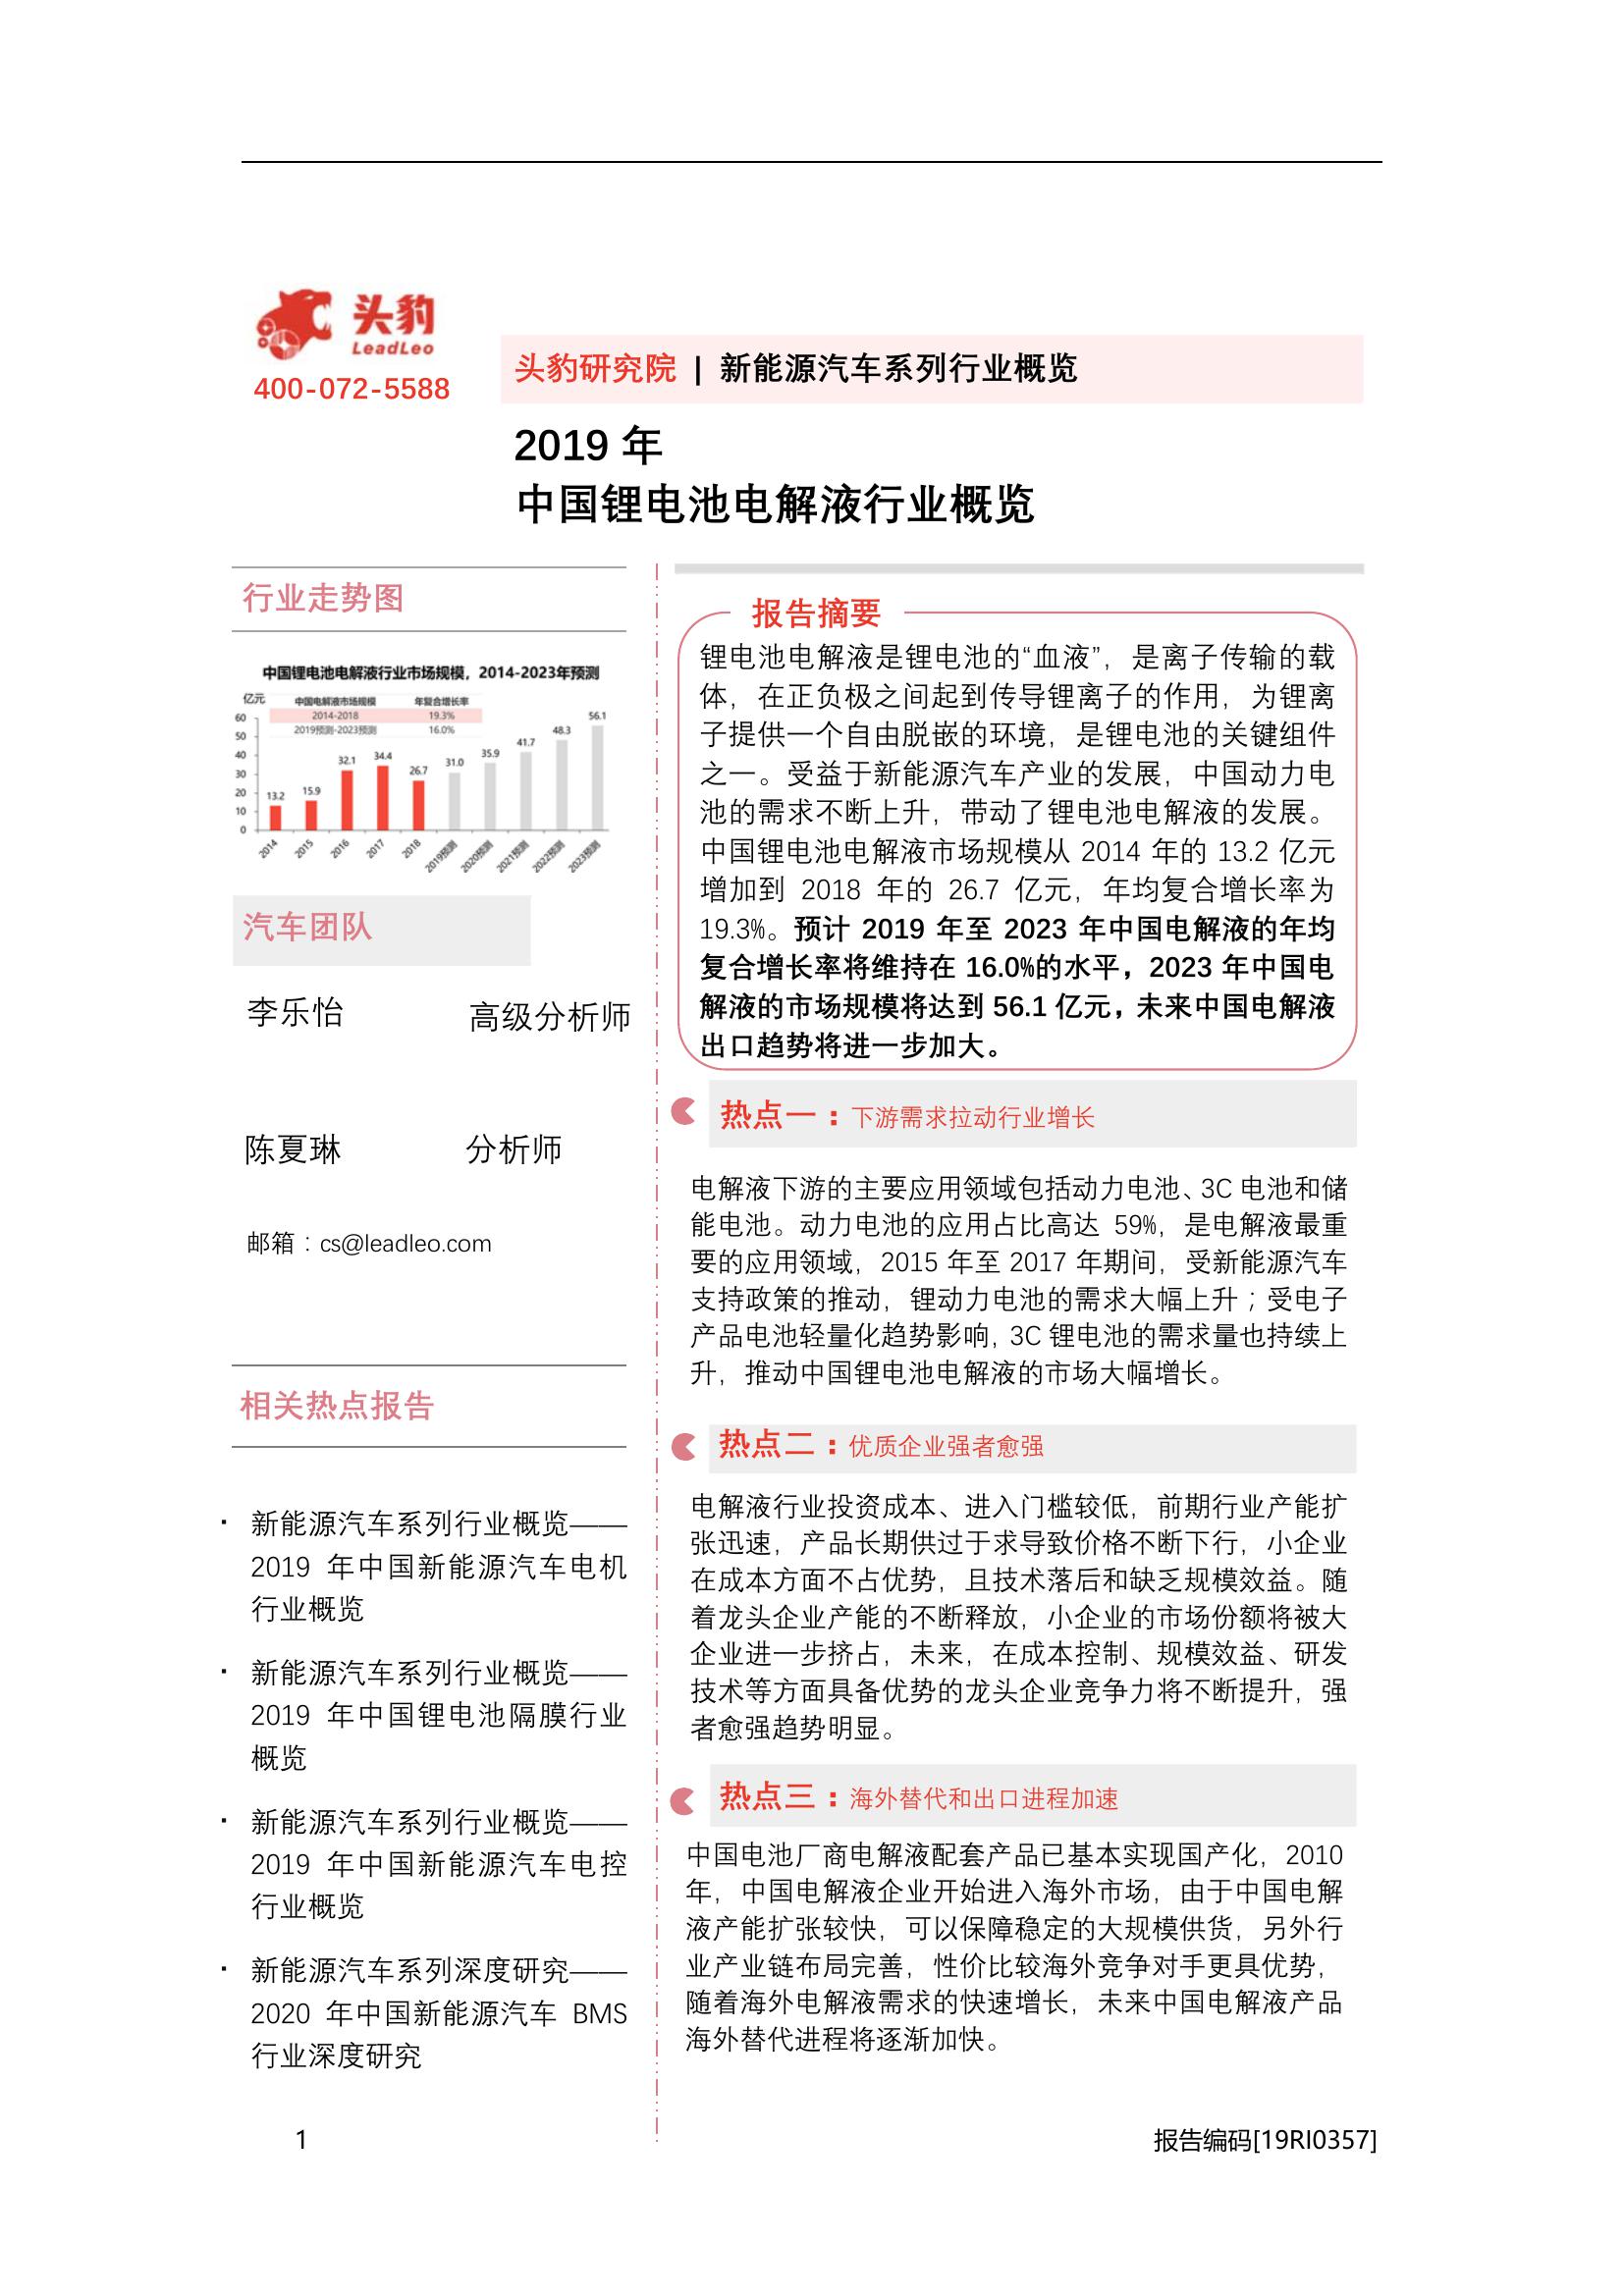 头豹
LeadLeo
400-072-5588
头豹研究院 | 新能源汽车系列行业概览
2019 年
中国锂电池电解液行业概览
行业走势图
中国锂电池电解液行业市场规模，2014-2023年预测
亿元
中国电解液市场规模 年复合增长率
2014-2018 19.3%
2019预测-2023预测 16.0%
60
50
40
30
20
10
0
13.2 15.9 32.1 34.4 26.7 31.0 35.9 41.7 48.3 56.1
2014 2015 2016 2017 2018 2019预测 2020预测 2021预测 2022预测 2023预测
汽车团队
李乐怡 高级分析师
陈夏琳 分析师
邮箱：cs@leadleo.com
相关热点报告
· 新能源汽车系列行业概览——
2019 年中国新能源汽车电机
行业概览
· 新能源汽车系列行业概览——
2019 年中国锂电池隔膜行业
概览
· 新能源汽车系列行业概览——
2019 年中国新能源汽车电控
行业概览
· 新能源汽车系列深度研究——
2020 年中国新能源汽车 BMS
行业深度研究
报告摘要
锂电池电解液是锂电池的“血液”，是离子传输的载
体，在正负极之间起到传导锂离子的作用，为锂离
子提供一个自由脱嵌的环境，是锂电池的关键组件
之一。受益于新能源汽车产业的发展，中国动力电
池的需求不断上升，带动了锂电池电解液的发展。
中国锂电池电解液市场规模从 2014 年的 13.2 亿元
增加到 2018 年的 26.7 亿元，年均复合增长率为
19.3%。预计 2019 年至 2023 年中国电解液的年均
复合增长率将维持在 16.0%的水平，2023 年中国电
解液的市场规模将达到 56.1 亿元，未来中国电解液
出口趋势将进一步加大。
热点一：下游需求拉动行业增长
电解液下游的主要应用领域包括动力电池、3C 电池和储
能电池。动力电池的应用占比高达 59%，是电解液最重
要的应用领域，2015 年至 2017 年期间，受新能源汽车
支持政策的推动，锂动力电池的需求大幅上升；受电子
产品电池轻量化趋势影响，3C 锂电池的需求量也持续上
升，推动中国锂电池电解液的市场大幅增长。
热点二：优质企业强者愈强
电解液行业投资成本、进入门槛较低，前期行业产能扩
张迅速，产品长期供过于求导致价格不断下行，小企业
在成本方面不占优势，且技术落后和缺乏规模效益。随
着龙头企业产能的不断释放，小企业的市场份额将被大
企业进一步挤占，未来，在成本控制、规模效益、研发
技术等方面具备优势的龙头企业竞争力将不断提升，强
者愈强趋势明显。
热点三：海外替代和出口进程加速
中国电池厂商电解液配套产品已基本实现国产化，2010
年，中国电解液企业开始进入海外市场，由于中国电解
液产能扩张较快，可以保障稳定的大规模供货，另外行
业产业链布局完善，性价比较海外竞争对手更具优势，
随着海外电解液需求的快速增长，未来中国电解液产品
海外替代进程将逐渐加快。
1
报告编码[19RI0357]